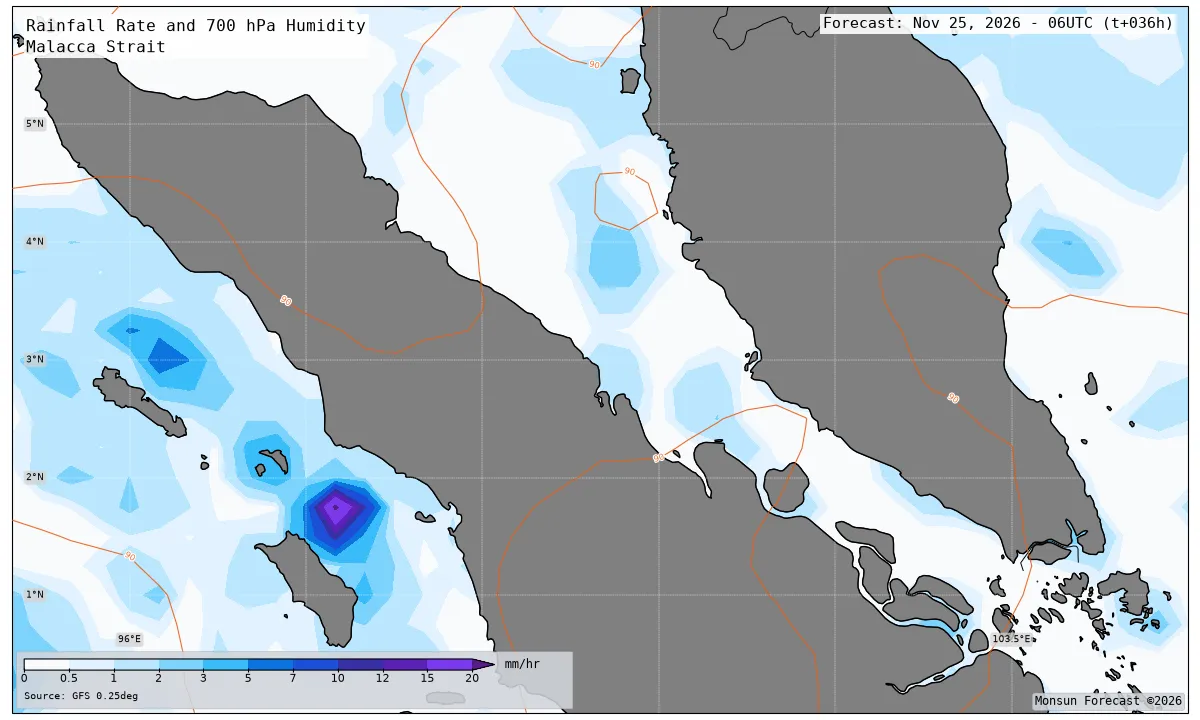 Rainfall Rate and 700 hPa Humidity
Malacca Strait
Forecast: Nov 25, 2026 - 06UTC (t+036h)
90
90
5°N
90
4°N
90
3°N
90
90
2°N
90
1°N
96°E
103.5°E
mm/hr
0 0.5 1 2 3 5 7 10 12 15 20
Source: GFS 0.25deg
Monsun Forecast ©2026